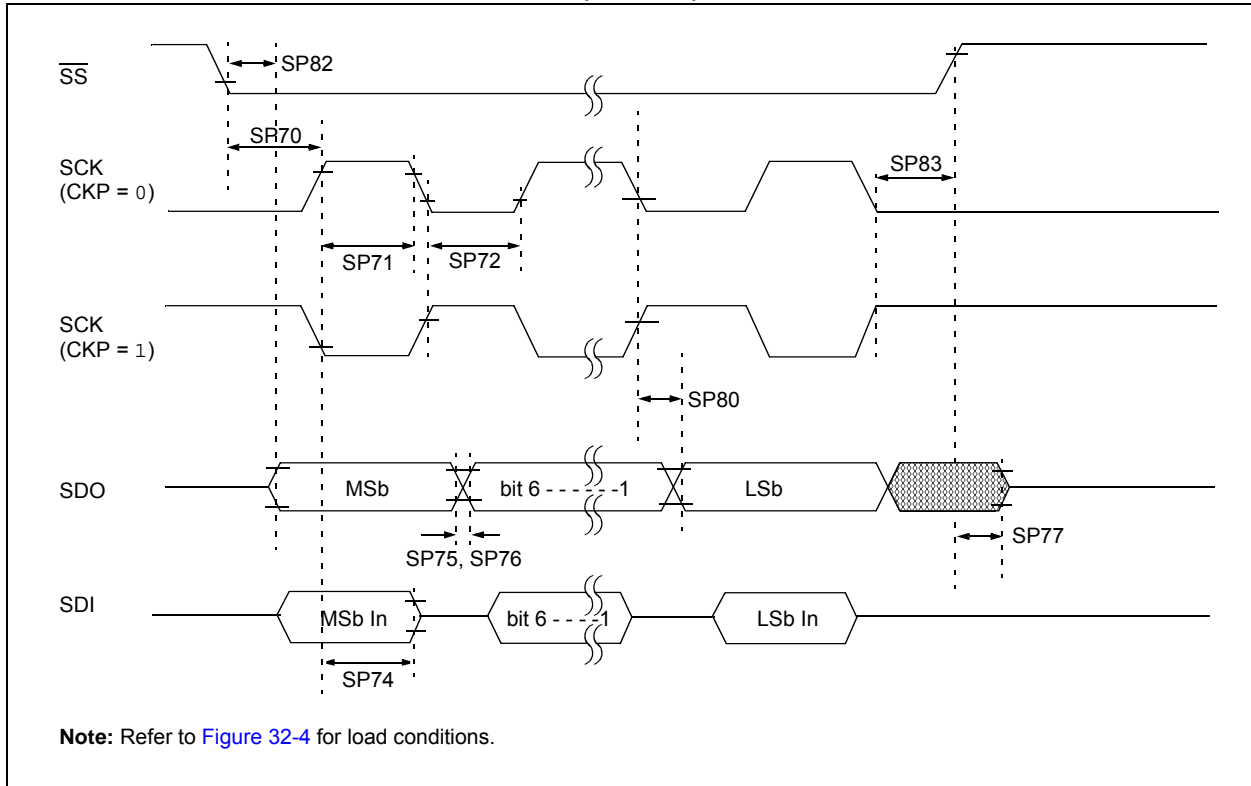 SS
SP82
SP70
SCK
(CKP = 0)
SP83
SP71
SP72
SCK
(CKP = 1)
SP80
SDO
MSb
bit 6 - - - - - -1
LSb
SP75, SP76
SP77
SDI
MSb In
bit 6 - - - -1
LSb In
SP74
Note: Refer to Figure 32-4 for load conditions.